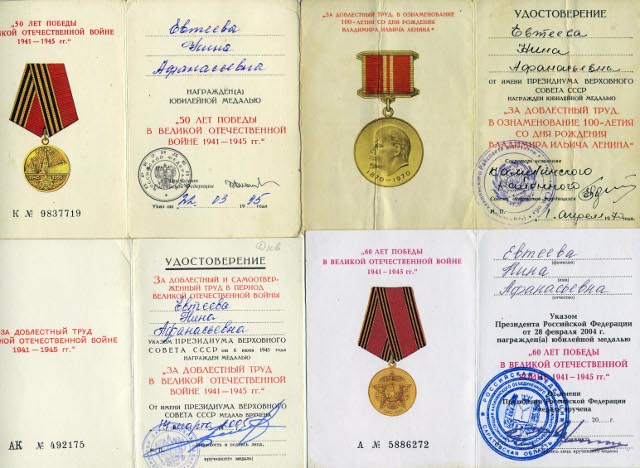 "50 ЛЕТ ПОБЕДЫ
ВЕЛИКОЙ ОТЕЧЕСТВЕННОЙ ВОЙНЕ
1941—1945 гг."
К № 9837719
Евтеева
Нина
Афанасьевна
НАГРАЖДЕН(А)
ЮБИЛЕЙНОЙ МЕДАЛЬЮ
"50 ЛЕТ ПОБЕДЫ
В ВЕЛИКОЙ ОТЕЧЕСТВЕННОЙ
ВОЙНЕ 1941—1945 гг."
22 03 1995
"ЗА ДОБЛЕСТНЫЙ ТРУД. В ОЗНАМЕНОВАНИЕ
100-ЛЕТИЯ СО ДНЯ РОЖДЕНИЯ
ВЛАДИМИРА ИЛЬИЧА ЛЕНИНА"
1870-1970
УДОСТОВЕРЕНИЕ
Евтеева
Нина
Афанасьевна
ОТ ИМЕНИ ПРЕЗИДИУМА ВЕРХОВНОГО
СОВЕТА СССР
НАГРАЖДЕН ЮБИЛЕЙНОЙ МЕДАЛЬЮ
"ЗА ДОБЛЕСТНЫЙ ТРУД.
В ОЗНАМЕНОВАНИЕ 100-ЛЕТИЯ
СО ДНЯ РОЖДЕНИЯ
ВЛАДИМИРА ИЛЬИЧА ЛЕНИНА"
районного
М. П.
1 апреля
ЗА ДОБЛЕСТНЫЙ ТРУД
ВЕЛИКОЙ ОТЕЧЕСТВЕННОЙ ВОЙНЕ
1941—1945 гг."
АК № 492175
УДОСТОВЕРЕНИЕ
ЗА ДОБЛЕСТНЫЙ И САМООТВЕР-
ЖЕННЫЙ ТРУД В ПЕРИОД
ВЕЛИКОЙ ОТЕЧЕСТВЕННОЙ ВОЙНЫ
Евтеева
Нина
Афанасьевна
УКАЗОМ ПРЕЗИДИУМА ВЕРХОВНОГО
СОВЕТА СССР от 6 июня 1945 года
НАГРАЖДЕН МЕДАЛЬЮ
"ЗА ДОБЛЕСТНЫЙ ТРУД
В ВЕЛИКОЙ ОТЕЧЕСТВЕННОЙ
ВОЙНЕ 1941—1945 гг."
ОТ ИМЕНИ ПРЕЗИДИУМА ВЕРХОВНОГО
СОВЕТА СССР МЕДАЛЬ ВРУЧЕНА
вручившего медаль)
"60 ЛЕТ ПОБЕДЫ
В ВЕЛИКОЙ ОТЕЧЕСТВЕННОЙ ВОЙНЕ
1941—1945 гг."
А № 5886272
Евтеева
(фамилия)
Нина
(имя)
Афанасьевна
(отчество)
Указом
Президента Российской Федерации
от 28 февраля 2004 г.
награжден(а) юбилейной медалью
"60 ЛЕТ ПОБЕДЫ
В ВЕЛИКОЙ ОТЕЧЕСТВЕННОЙ
ВОЙНЕ 1941—1945 гг."
От имени
Президента Российской Федерации
медаль вручена
20 г.